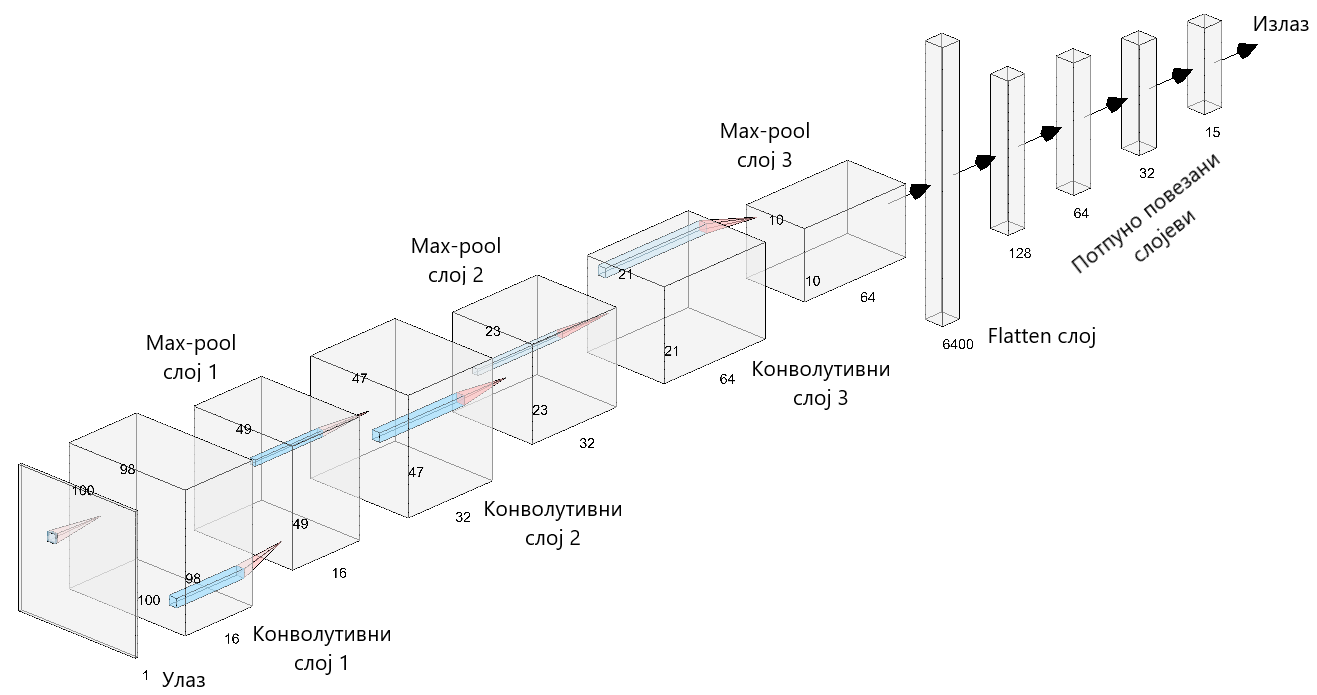 100
100
1
Улаз
98
98
16
Конволутивни
слој 1
Max-pool
слој 1
49
49
16
47
47
32
Конволутивни
слој 2
Max-pool
слој 2
23
23
32
21
21
64
Конволутивни
слој 3
Max-pool
слој 3
10
10
64
6400
Flatten слој
128
64
32
15
Потпуно повезани
слојеви
Излаз